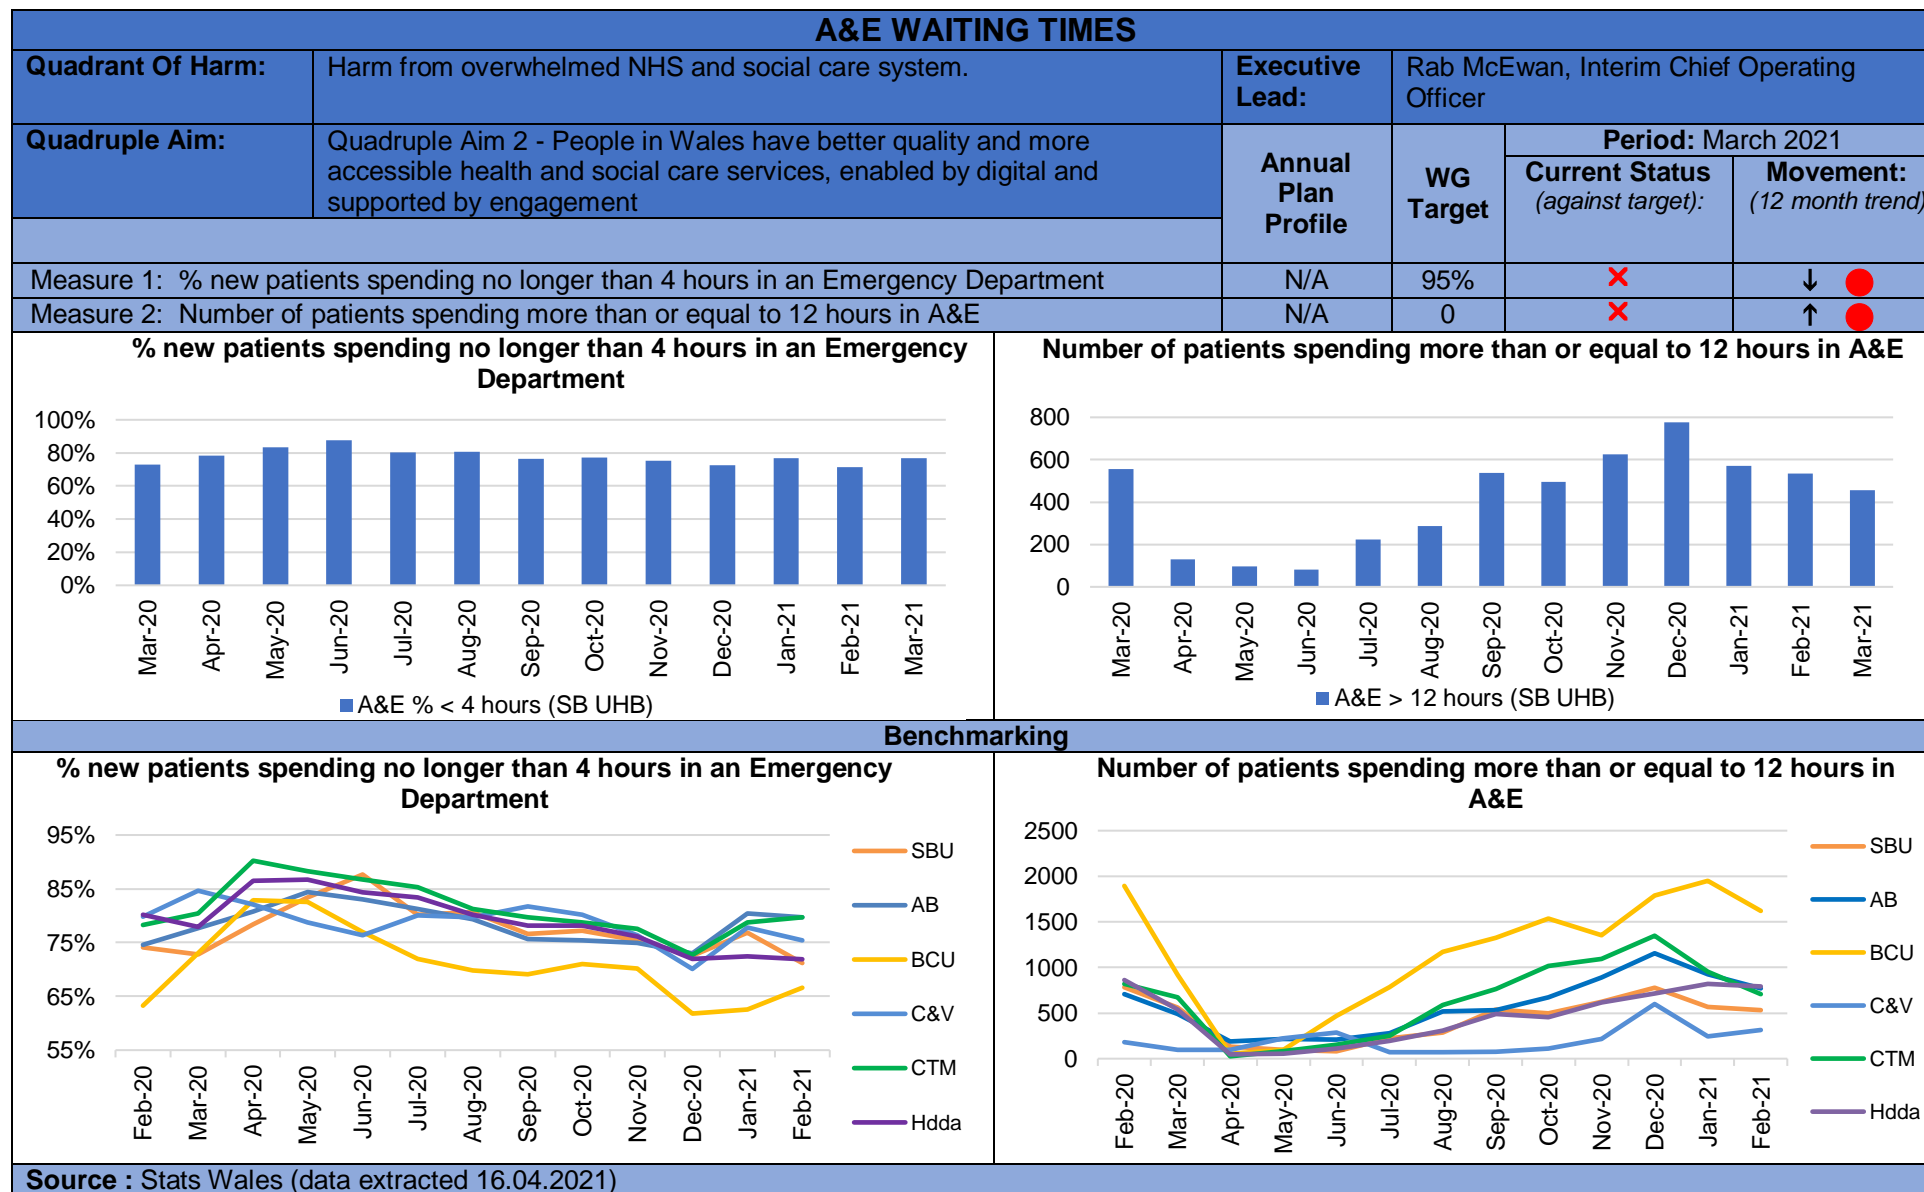 A&E WAITING TIMES
Quadrant Of Harm:
Harm from overwhelmed NHS and social care system.
Executive
Lead:
Rab McEwan, Interim Chief Operating
Officer
Quadruple Aim:
Quadruple Aim 2 - People in Wales have better quality and more
accessible health and social care services, enabled by digital and
supported by engagement
Annual
Plan
Profile
WG
Target
Period: March 2021
Current Status
(against target):
Movement:
(12 month trend)
Measure 1: % new patients spending no longer than 4 hours in an Emergency Department
N/A
95%
✕
↓
Measure 2: Number of patients spending more than or equal to 12 hours in A&E
N/A
0
✕
↑
% new patients spending no longer than 4 hours in an Emergency
Department
100%
80%
60%
40%
20%
0%
Mar-20
Apr-20
May-20
Jun-20
Jul-20
Aug-20
Sep-20
Oct-20
Nov-20
Dec-20
Jan-21
Feb-21
Mar-21
A&E % < 4 hours (SB UHB)
Number of patients spending more than or equal to 12 hours in A&E
800
600
400
200
0
Mar-20
Apr-20
May-20
Jun-20
Jul-20
Aug-20
Sep-20
Oct-20
Nov-20
Dec-20
Jan-21
Feb-21
Mar-21
A&E > 12 hours (SB UHB)
Benchmarking
% new patients spending no longer than 4 hours in an Emergency
Department
95%
85%
75%
65%
55%
Feb-20
Mar-20
Apr-20
May-20
Jun-20
Jul-20
Aug-20
Sep-20
Oct-20
Nov-20
Dec-20
Jan-21
Feb-21
SBU
AB
BCU
C&V
CTM
Hdda
Number of patients spending more than or equal to 12 hours in
A&E
2500
2000
1500
1000
500
0
Feb-20
Mar-20
Apr-20
May-20
Jun-20
Jul-20
Aug-20
Sep-20
Oct-20
Nov-20
Dec-20
Jan-21
Feb-21
SBU
AB
BCU
C&V
CTM
Hdda
Source : Stats Wales (data extracted 16.04.2021)